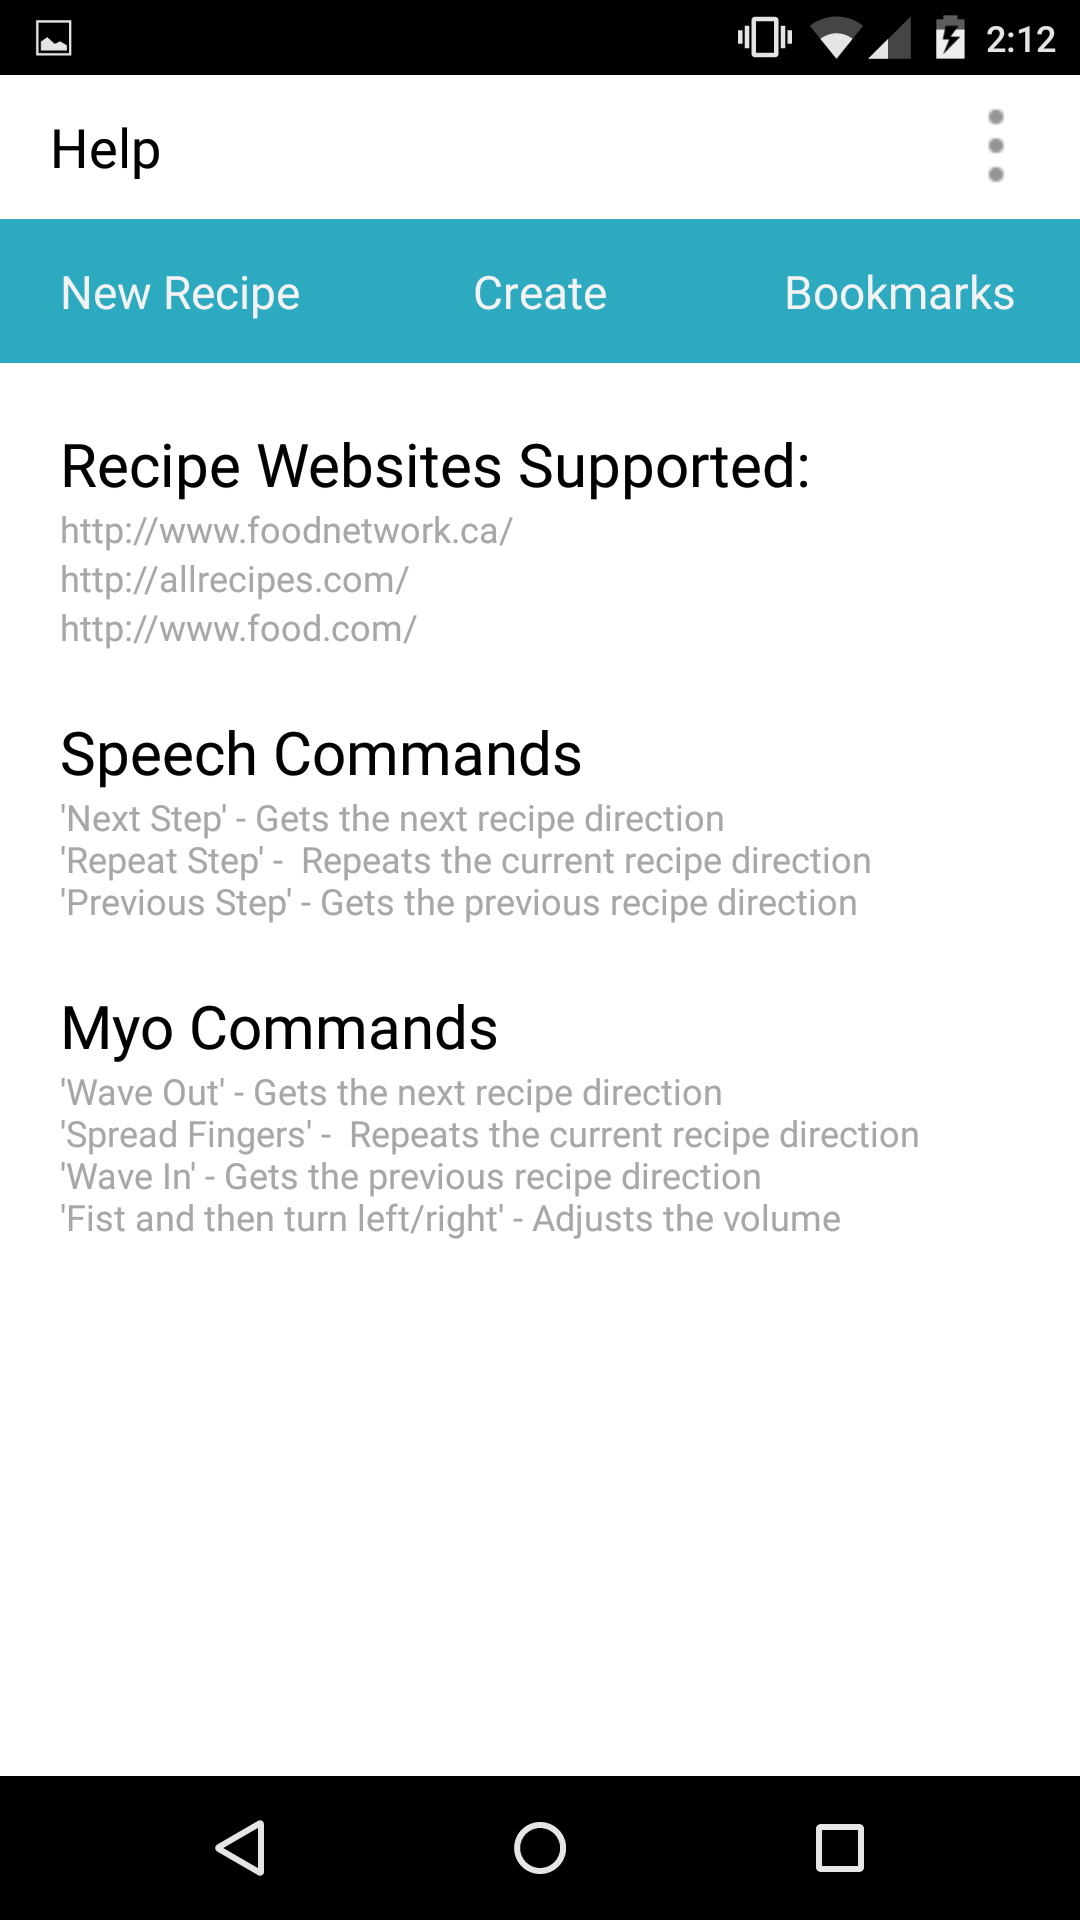 2:12
Help
New Recipe Create Bookmarks
Recipe Websites Supported:
http://www.foodnetwork.ca/
http://allrecipes.com/
http://www.food.com/
Speech Commands
'Next Step' - Gets the next recipe direction
'Repeat Step' -  Repeats the current recipe direction
'Previous Step' - Gets the previous recipe direction
Myo Commands
'Wave Out' - Gets the next recipe direction
'Spread Fingers' -  Repeats the current recipe direction
'Wave In' - Gets the previous recipe direction
'Fist and then turn left/right' - Adjusts the volume